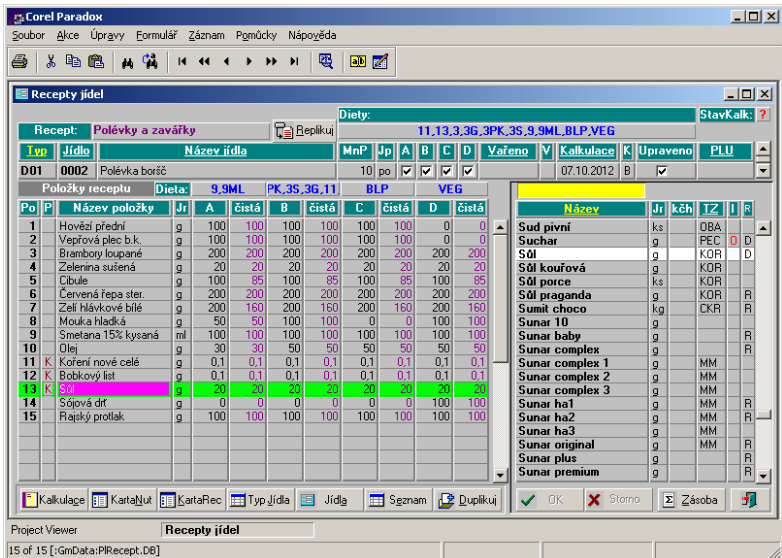 Corel Paradox
Soubor Akce Úpravy Formulář Záznam Pomůcky Nápověda
Recepty jídel
Diety: StavKalk: ?
Recept: Polévky a zavářky Replikuj 11,13,3,3G,3PK,3S,9,9ML,BLP,VEG
Typ Jídlo Název jídla MnP Jp A B C D Vařeno V Kalkulace K Upraveno PLU
D01 0002 Polévka boršč 10 po 07.10.2012 B
Položky receptu Dieta: 9,9ML PK,3S,3G,11, BLP VEG
Po P Název položky Jr A čistá B čistá C čistá D čistá
1 Hovězí přední g 100 100 100 100 100 100 0 0
2 Vepřová plec b.k. g 100 100 100 100 100 100 0 0
3 Brambory loupané g 200 200 200 200 200 200 200 200
4 Zelenina sušená g 20 20 20 20 20 20 20 20
5 Cibule g 100 85 100 85 100 85 100 85
6 Červená řepa ster. g 200 200 200 200 200 200 200 200
7 Zelí hlávkové bílé g 200 160 200 160 200 160 200 160
8 Mouka hladká g 50 50 100 100 0 0 100 100
9 Smetana 15% kysaná ml 100 100 100 100 100 100 100 100
10 Olej g 30 30 50 50 50 50 50 50
11 K Koření nové celé g 0,1 0,1 0,1 0,1 0,1 0,1 0,1 0,1
12 K Bobkový list g 0,1 0,1 0,1 0,1 0,1 0,1 0,1 0,1
13 K Sůl g 20 20 20 20 20 20 20 20
14 Sójová drť g 0 0 0 0 0 0 100 100
15 Rajský protlak g 100 100 100 100 100 100 100 100
Název Jr kčh TZ I R
Sud pivní ks OBA
Suchar g PEC O D
Sůl g KOR D
Sůl kouřová g KOR
Sůl porce ks KOR
Sůl praganda g KOR R
Sumit choco kg CKR R
Sunar 10 g
Sunar baby g R
Sunar complex g R
Sunar complex 1 g MM
Sunar complex 2 g MM
Sunar complex 3 g MM
Sunar ha1 g MM R
Sunar ha2 g MM R
Sunar ha3 g MM
Sunar original g MM R
Sunar plus g R
Sunar premium g R
Kalkulace KartaNut KartaRec Typ Jídla Jídla Seznam Duplikuj OK Storno Σ Zásoba
Project Viewer Recepty jídel
15 of 15 [:GmData:PlRecept.DB]